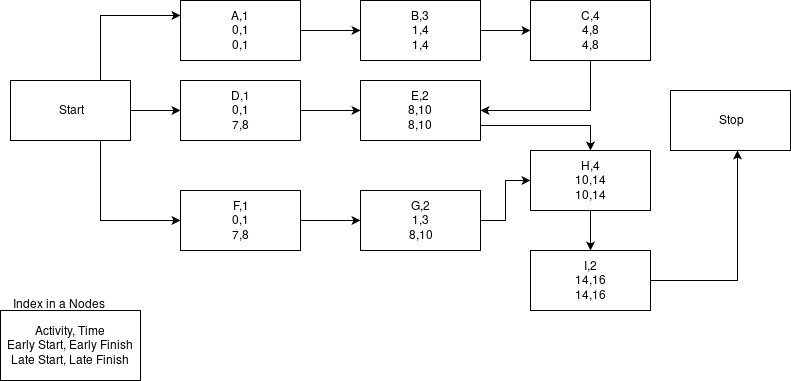 A,1
0,1
0,1
B,3
1,4
1,4
C,4
4,8
4,8
Start
D,1
0,1
7,8
E,2
8,10
8,10
Stop
H,4
10,14
10,14
F,1
0,1
7,8
G,2
1,3
8,10
I,2
14,16
14,16
Index in a Nodes
Activity, Time
Early Start, Early Finish
Late Start, Late Finish